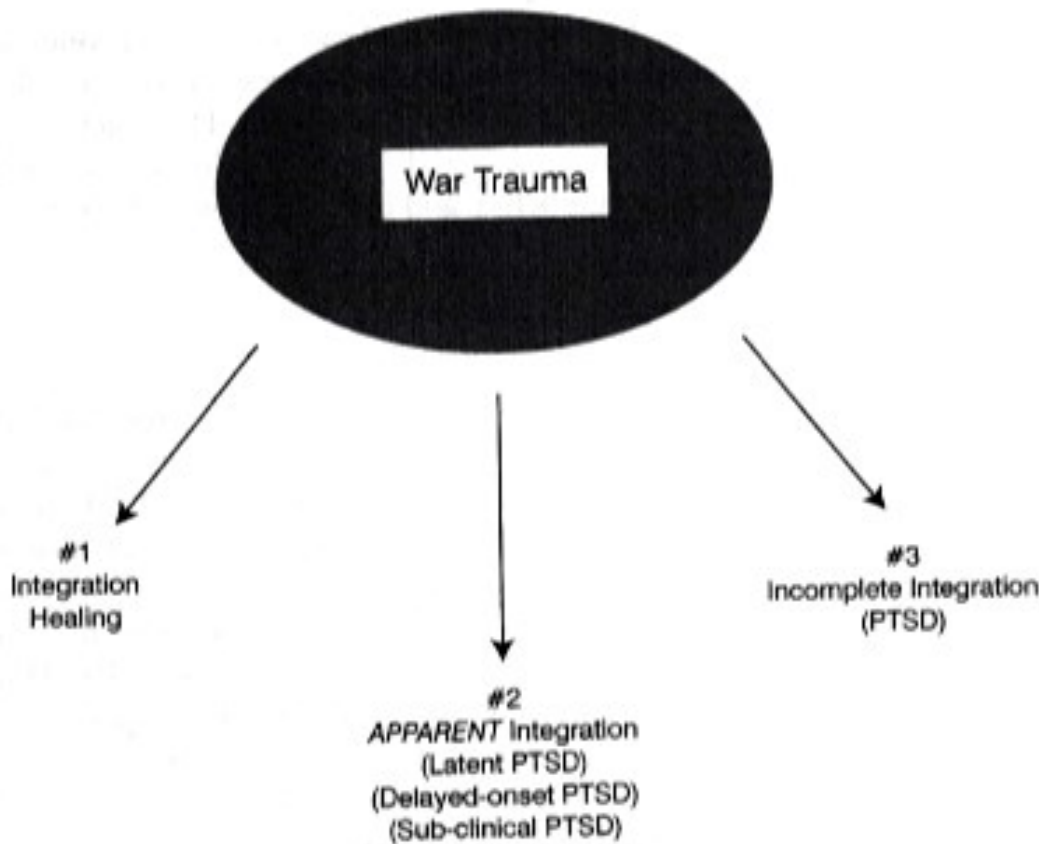 War Trauma
#1
Integration
Healing
#2
APPARENT Integration
(Latent PTSD)
(Delayed-onset PTSD)
(Sub-clinical PTSD)
#3
Incomplete Integration
(PTSD)